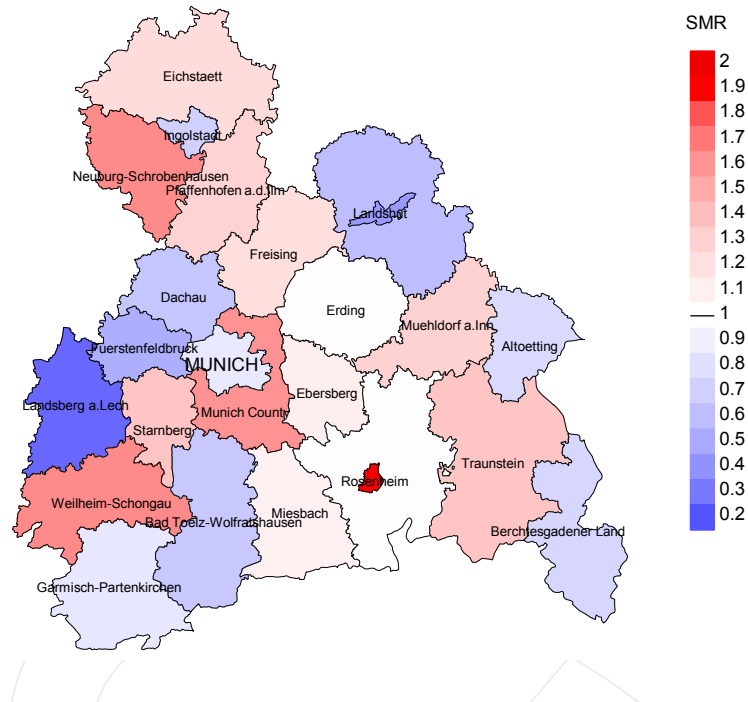 SMR
2
1.9
1.8
1.7
1.6
1.5
1.4
1.3
1.2
1.1
1
0.9
0.8
0.7
0.6
0.5
0.4
0.3
0.2
Eichstaett
Ingolstadt
Neuburg-Schrobenhausen
Pfaffenhofen a.d.Ilm
Landshut
Freising
Dachau
Erding
Muehldorf a.Inn
Fuerstenfeldbruck
Altoetting
MUNICH
Ebersberg
Landsberg a.Lech
Munich County
Starnberg
Traunstein
Rosenheim
Weilheim-Schongau
Miesbach
Bad Toelz-Wolfratshausen
Berchtesgadener Land
Garmisch-Partenkirchen